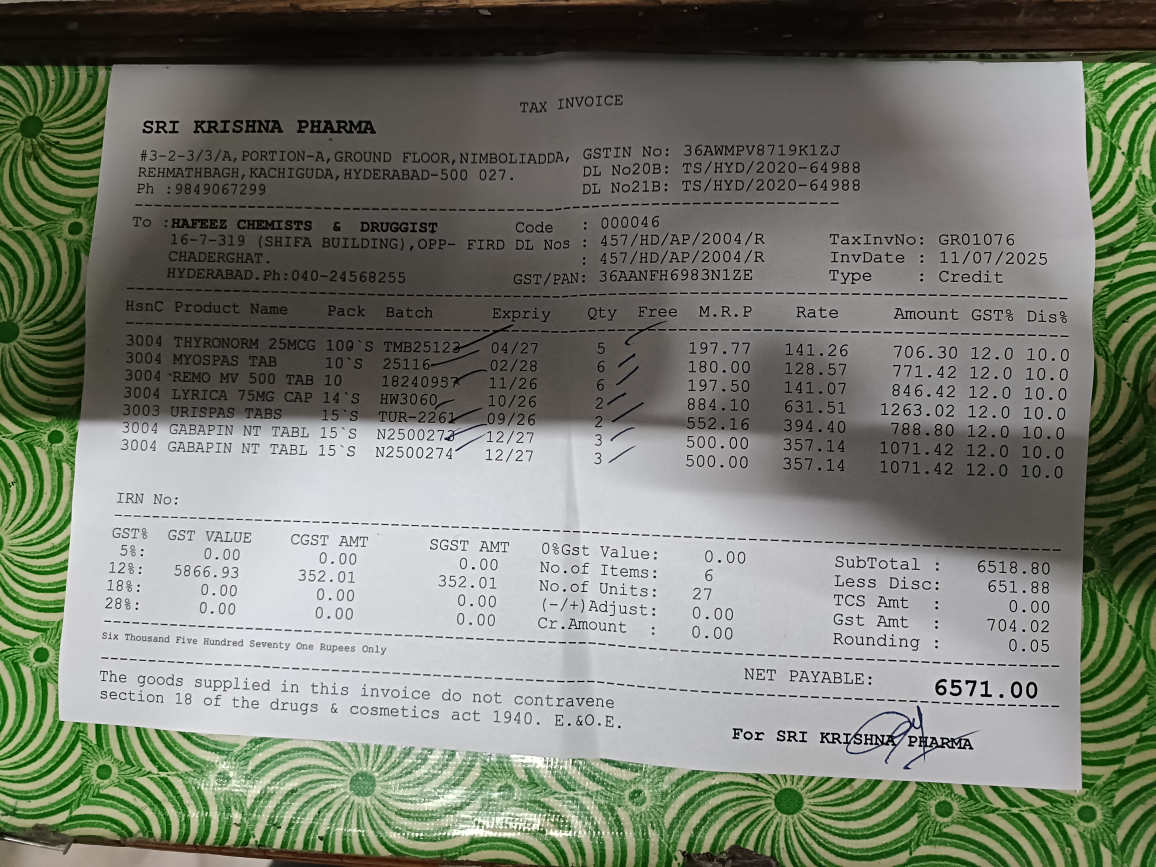 TAX INVOICE
SRI KRISHNA PHARMA
#3-2-3/3/A,PORTION-A,GROUND FLOOR,NIMBOLIADDA, GSTIN No: 36AWMPV8719K1ZJ
REHMATHBAGH,KACHIGUDA,HYDERABAD-500 027. DL No20B: TS/HYD/2020-64988
Ph :9849067299 DL No21B: TS/HYD/2020-64988
To :HAFEEZ CHEMISTS & DRUGGIST Code : 000046
16-7-319 (SHIFA BUILDING),OPP- FIRD DL Nos : 457/HD/AP/2004/R TaxInvNo: GR01076
CHADERGHAT. : 457/HD/AP/2004/R InvDate : 11/07/2025
HYDERABAD.Ph:040-24568255 GST/PAN: 36AANFH6983N1ZE Type : Credit
HsnC Product Name Pack Batch Expriy Qty Free M.R.P Rate Amount GST% Dis%
3004 THYRONORM 25MCG 100`S TMB25123 04/27 5 197.77 141.26 706.30 12.0 10.0
3004 MYOSPAS TAB 10`S 25116 02/28 6 180.00 128.57 771.42 12.0 10.0
3004 REMO MV 500 TAB 10 18240957 11/26 6 197.50 141.07 846.42 12.0 10.0
3004 LYRICA 75MG CAP 14`S HW3060 10/26 2 884.10 631.51 1263.02 12.0 10.0
3003 URISPAS TABS 15`S TUR-2261 09/26 2 552.16 394.40 788.80 12.0 10.0
3004 GABAPIN NT TABL 15`S N2500273 12/27 3 500.00 357.14 1071.42 12.0 10.0
3004 GABAPIN NT TABL 15`S N2500274 12/27 3 500.00 357.14 1071.42 12.0 10.0
IRN No:
GST% GST VALUE CGST AMT SGST AMT 0%Gst Value: 0.00 SubTotal : 6518.80
5%: 0.00 0.00 0.00 No.of Items: 6 Less Disc: 651.88
12%: 5866.93 352.01 352.01 No.of Units: 27 TCS Amt : 0.00
18%: 0.00 0.00 0.00 (-/+)Adjust: 0.00 Gst Amt : 704.02
28%: 0.00 0.00 0.00 Cr.Amount : 0.00 Rounding : 0.05
Six Thousand Five Hundred Seventy One Rupees Only
NET PAYABLE: 6571.00
The goods supplied in this invoice do not contravene
section 18 of the drugs & cosmetics act 1940. E.&O.E.
For SRI KRISHNA PHARMA